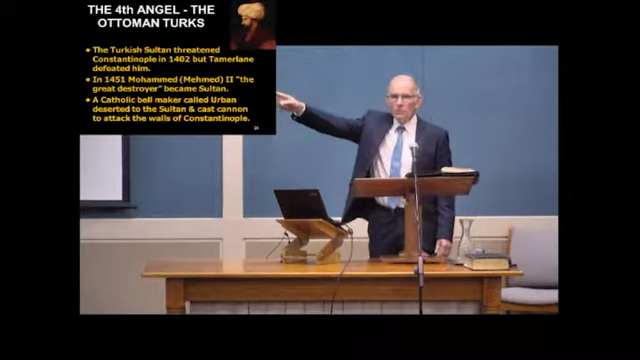 THE 4th ANGEL - THE
OTTOMAN TURKS
The Turkish Sultan threatened
Constantinople in 1402 but Tamerlane
defeated him.
In 1451 Mohammed (Mehmed) II "the
great destroyer" became Sultan.
A Catholic bell maker called Urban
deserted to the Sultan & cast cannon
to attack the walls of Constantinople.